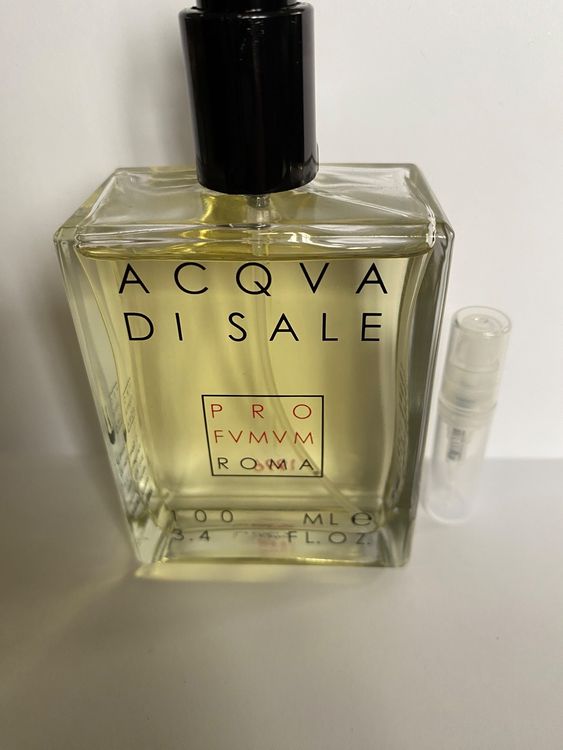 ACQVA
DI SALE
PRO
FVMVM
ROMA
100 ML ℮
3.4 FL. OZ.